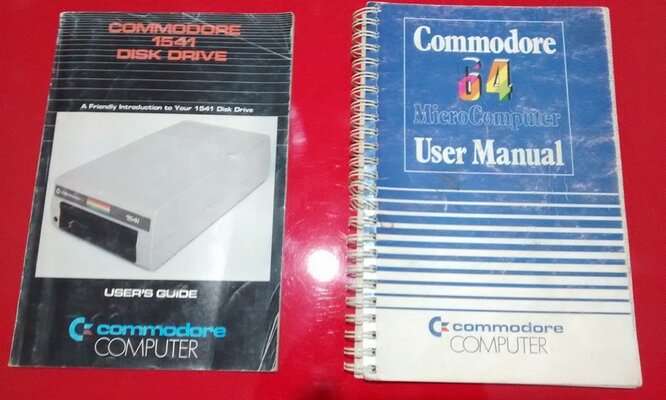 COMMODORE
1541
DISK DRIVE
A Friendly Introduction to Your 1541 Disk Drive
commodore
1541
USER'S GUIDE
commodore
COMPUTER
Commodore
64
MicroComputer
User Manual
commodore
COMPUTER